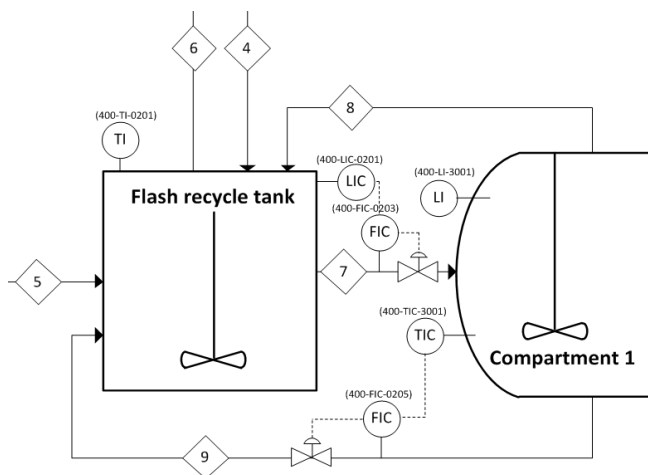 6
4
8
(400-TI-0201)
TI
(400-LIC-0201)
LIC
(400-LI-3001)
LI
Flash recycle tank
(400-FIC-0203)
FIC
5
7
(400-TIC-3001)
TIC
Compartment 1
(400-FIC-0205)
FIC
9